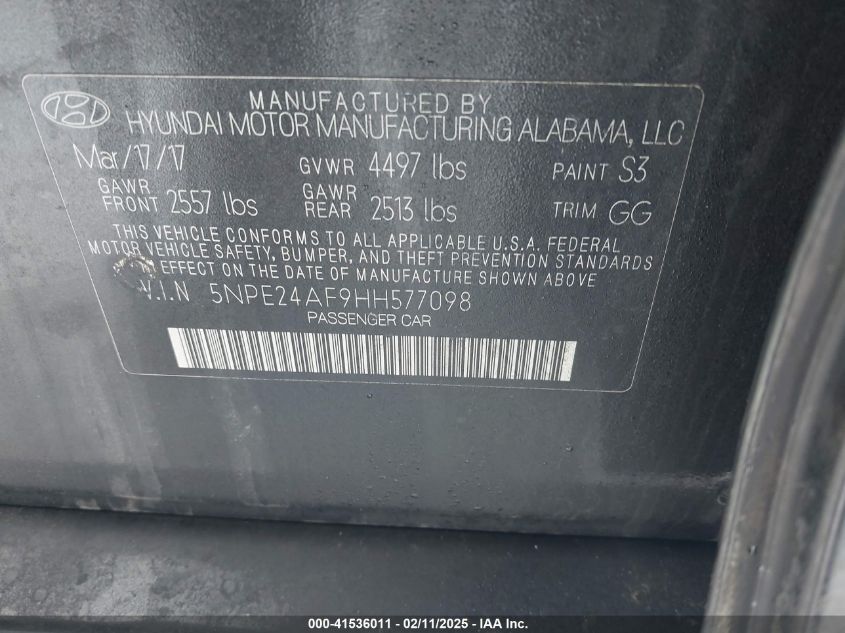 MANUFACTURED BY
HYUNDAI MOTOR MANUFACTURING ALABAMA, LLC
Mar/17/17 GVWR 4497 lbs PAINT S3
GAWR FRONT 2557 lbs GAWR REAR 2513 lbs TRIM GG
THIS VEHICLE CONFORMS TO ALL APPLICABLE U.S.A. FEDERAL
MOTOR VEHICLE SAFETY, BUMPER, AND THEFT PREVENTION STANDARDS
EFFECT ON THE DATE OF MANUFACTURE SHOWN ABOVE
V.I.N 5NPE24AF9HH577098
PASSENGER CAR
000-41536011 - 02/11/2025 - IAA Inc.